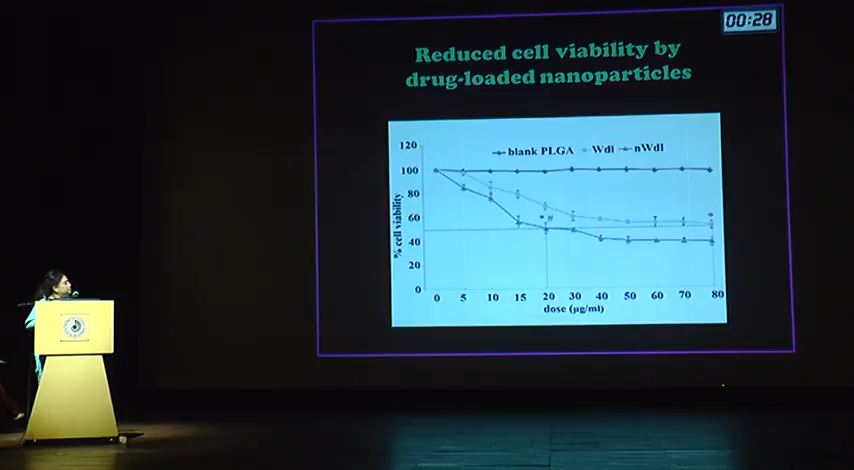 00:28
Reduced cell viability by
drug-loaded nanoparticles
blank PLGA Wdl nWdl
120
100
80
60
40
20
0
% cell viability
* #
*
0 5 10 15 20 30 40 50 60 70 80
dose (µg/ml)